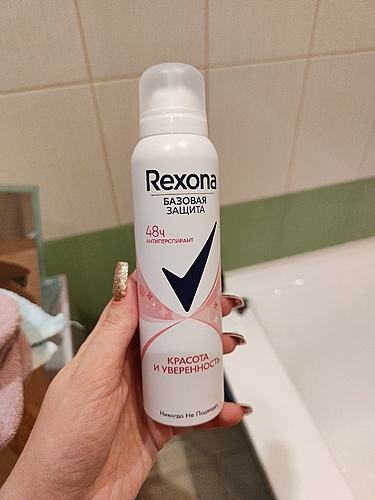 Rexona
БАЗОВАЯ
ЗАЩИТА
48ч
АНТИПЕРСПИРАНТ
КРАСОТА
И УВЕРЕННОСТЬ
Никогда Не Подведет